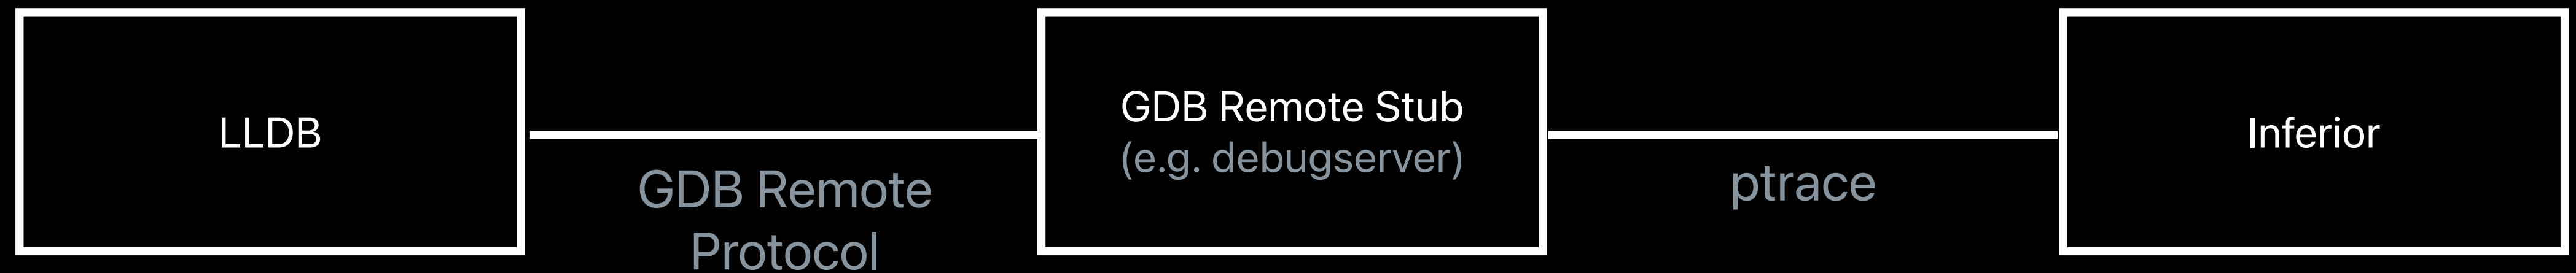 LLDB
GDB Remote
Protocol
GDB Remote Stub
(e.g. debugserver)
ptrace
Inferior